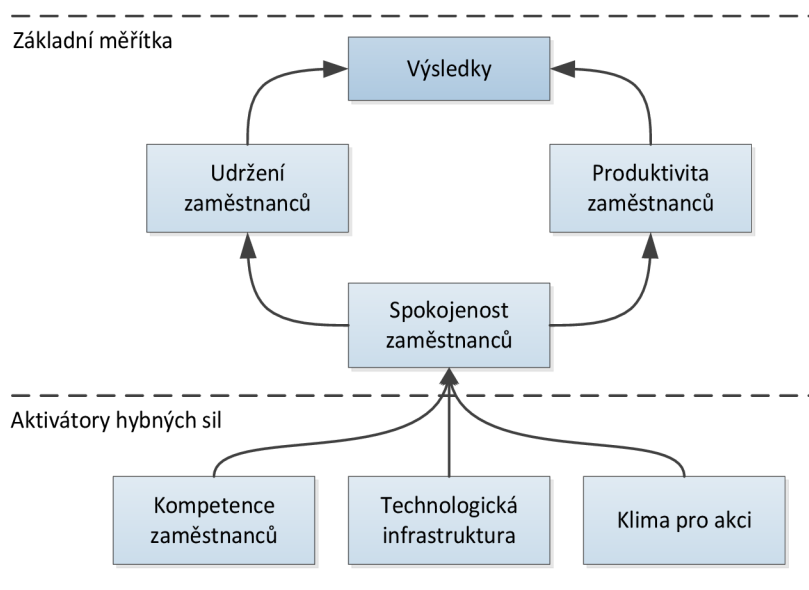 Základní měřítka
Výsledky
Udržení
zaměstnanců
Produktivita
zaměstnanců
Spokojenost
zaměstnanců
Aktivátory hybných sil
Kompetence
zaměstnanců
Technologická
infrastruktura
Klima pro akci